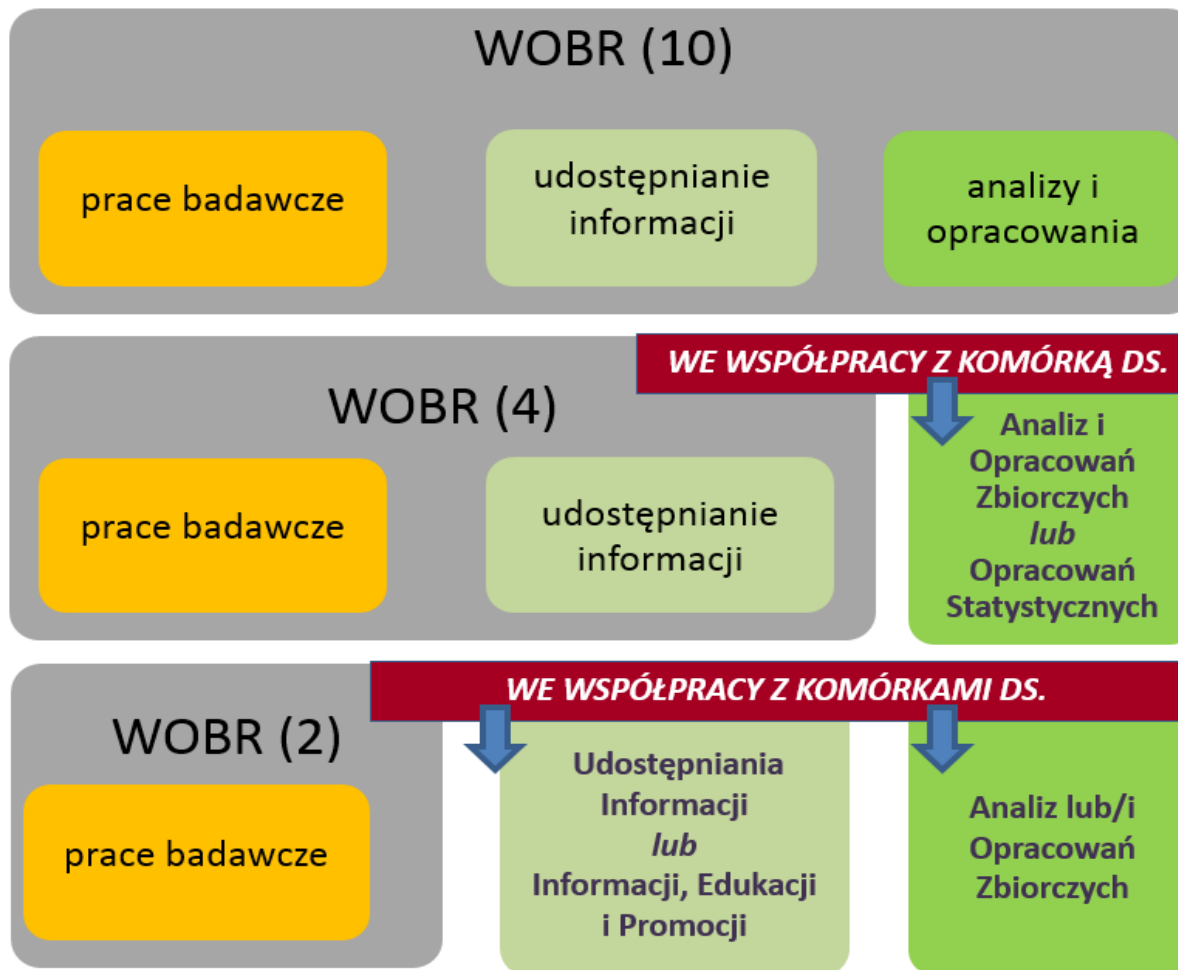 WOBR (10)
prace badawcze
udostępnianie
informacji
analizy i
opracowania
WE WSPÓŁPRACY Z KOMÓRKĄ DS.
WOBR (4)
prace badawcze
udostępnianie
informacji
Analiz i
Opracowań
Zbiorczych
lub
Opracowań
Statystycznych
WE WSPÓŁPRACY Z KOMÓRKAMI DS.
WOBR (2)
prace badawcze
Udostępniania
Informacji
lub
Informacji, Edukacji
i Promocji
Analiz lub/i
Opracowań
Zbiorczych